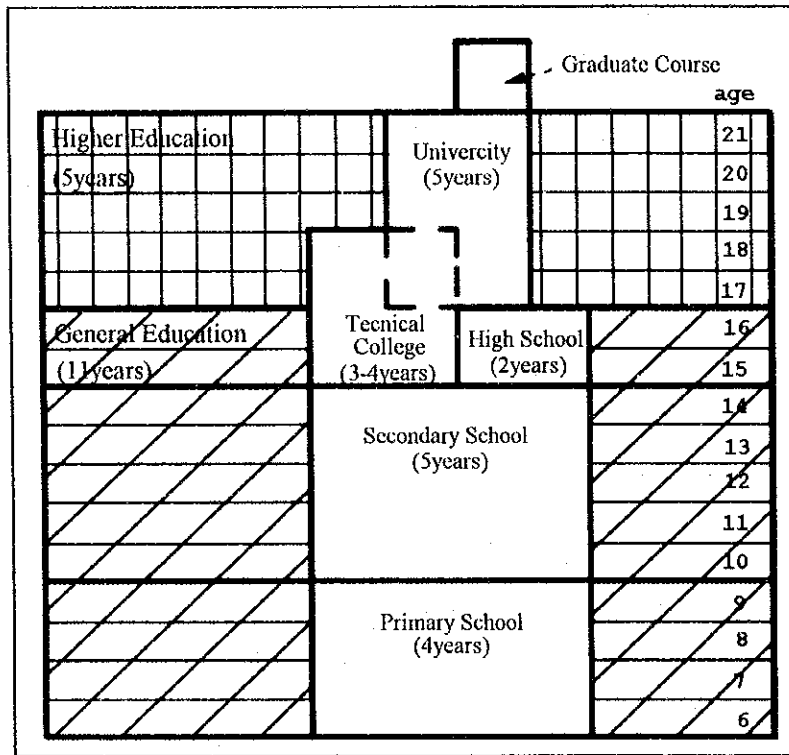 Graduate Course
age
Higher Education
(5years)
Univercity
(5years)
21
20
19
18
17
General Education
(11years)
Tecnical
College
(3-4years)
High School
(2years)
16
15
Secondary School
(5years)
14
13
12
11
10
Primary School
(4years)
9
8
7
6